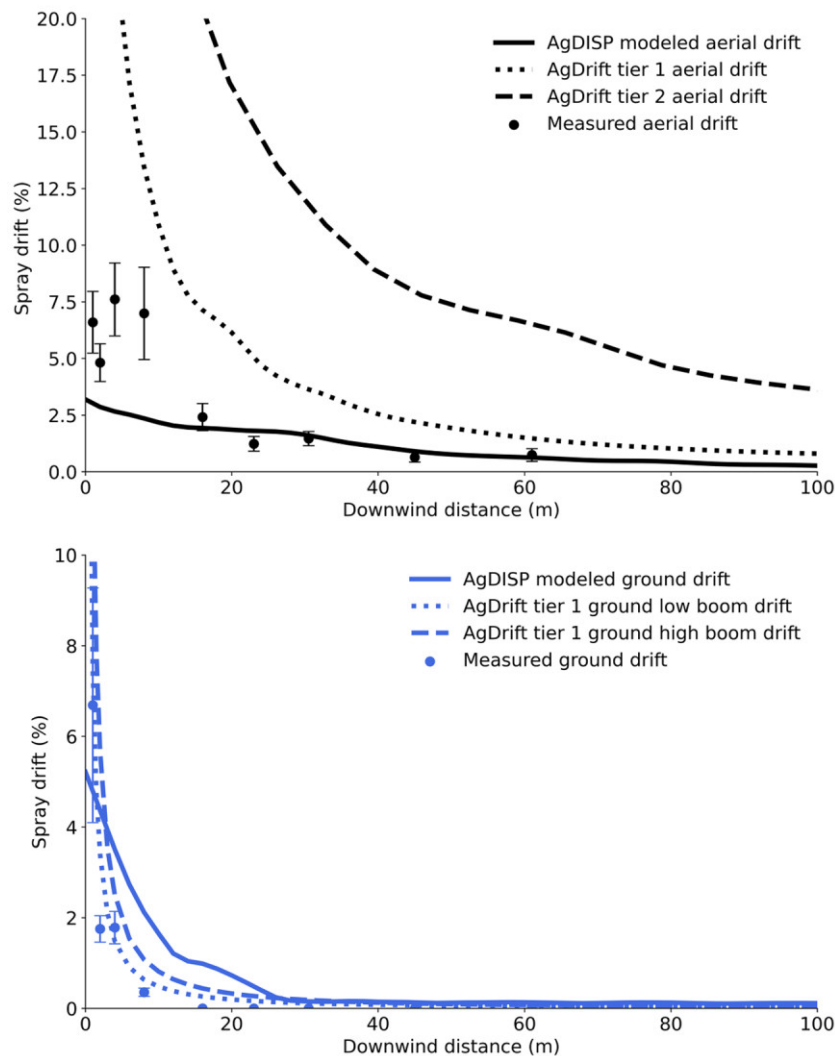 20.0
17.5
15.0
12.5
10.0
7.5
5.0
2.5
0.0
Spray drift (%)
AgDISP modeled aerial drift
AgDrift tier 1 aerial drift
AgDrift tier 2 aerial drift
Measured aerial drift
0 20 40 60 80 100
Downwind distance (m)
10
8
6
4
2
0
Spray drift (%)
AgDISP modeled ground drift
AgDrift tier 1 ground low boom drift
AgDrift tier 1 ground high boom drift
Measured ground drift
0 20 40 60 80 100
Downwind distance (m)